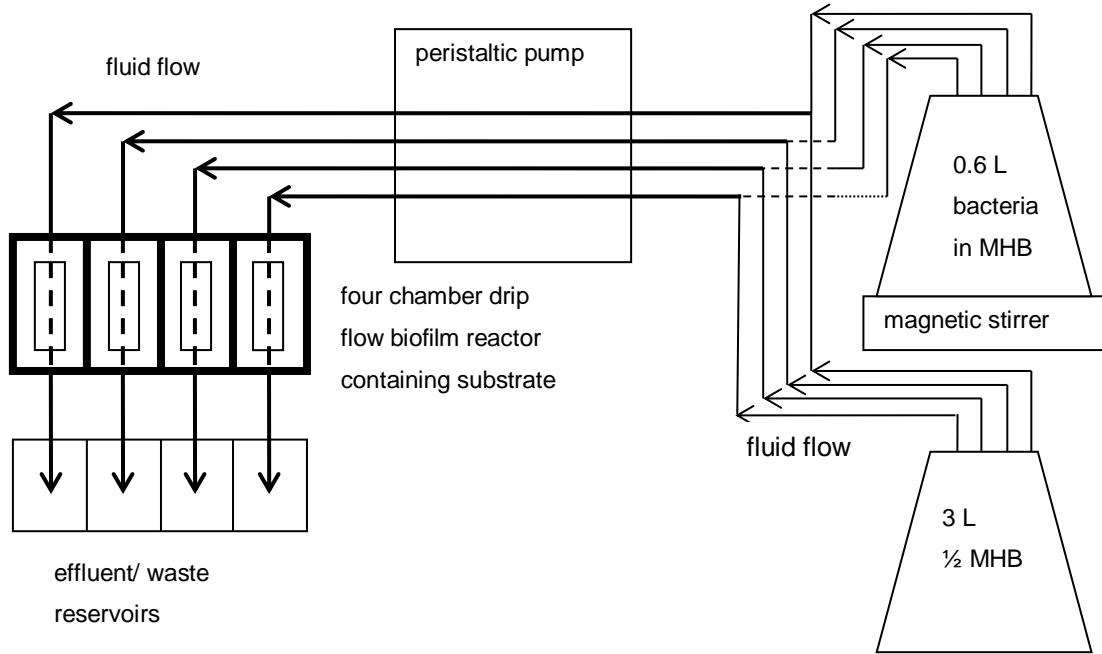 peristaltic pump
fluid flow
0.6 L
bacteria
in MHB
magnetic stirrer
four chamber drip
flow biofilm reactor
containing substrate
fluid flow
3 L
½ MHB
effluent/ waste
reservoirs